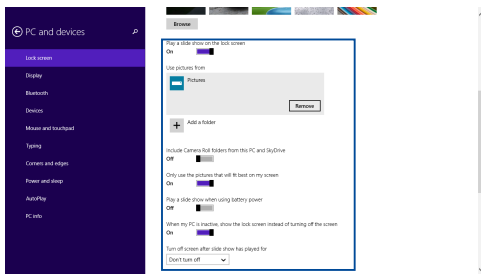 PC and devices
Lock screen
Display
Bluetooth
Devices
Mouse and touchpad
Typing
Corners and edges
Power and sleep
AutoPlay
PC info
Browse
Play a slide show on the lock screen
On
Use pictures from
Pictures
Remove
Add a folder
Include Camera Roll folders from this PC and SkyDrive
Off
Only use the pictures that will fit best on my screen
On
Play a slide show when using battery power
Off
When my PC is inactive, show the lock screen instead of turning off the screen
On
Turn off screen after slide show has played for
Don't turn off